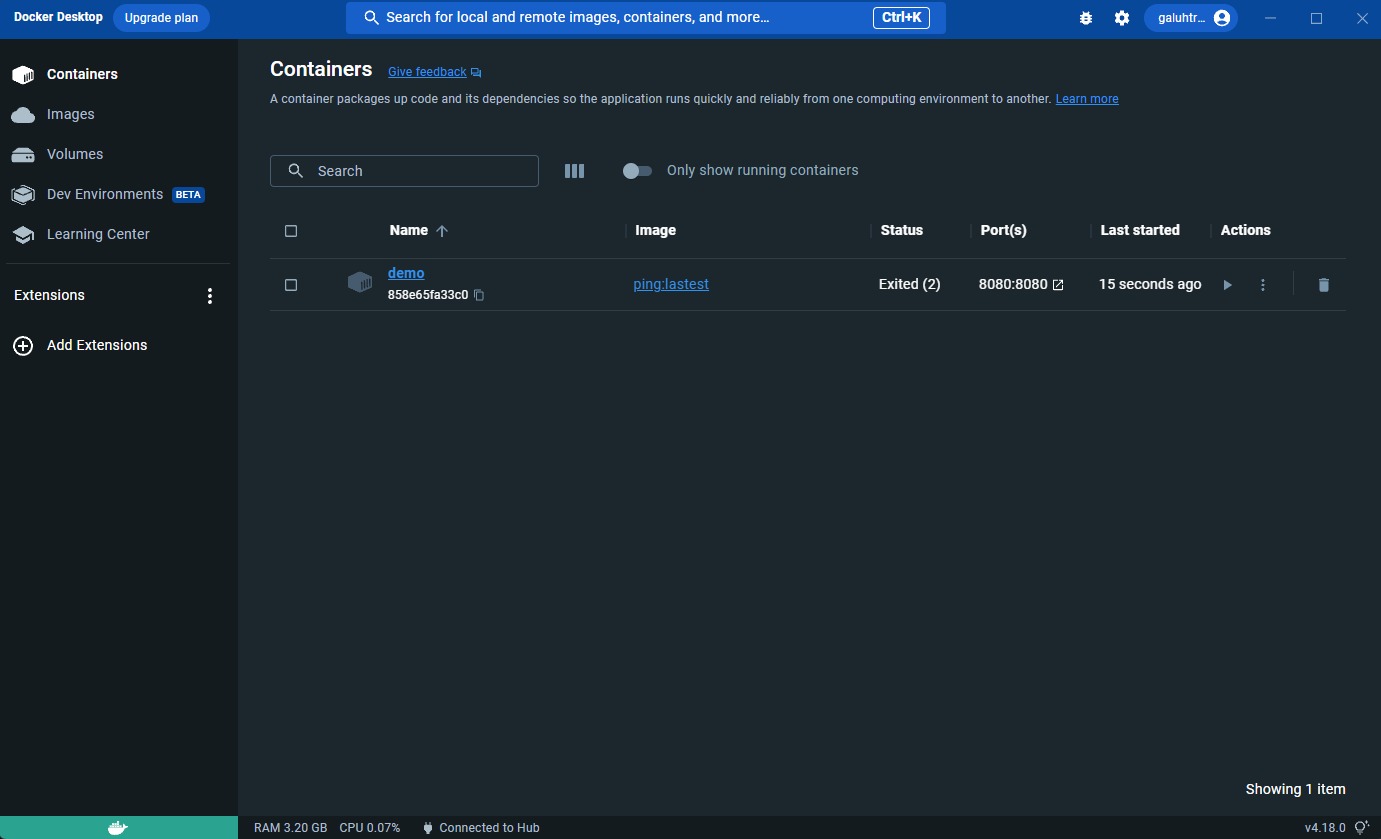 Docker Desktop Upgrade plan Search for local and remote images, containers, and more... Ctrl+K galuhtr...
Containers
Images
Volumes
Dev Environments BETA
Learning Center
Extensions
Add Extensions
Containers Give feedback
A container packages up code and its dependencies so the application runs quickly and reliably from one computing environment to another. Learn more
Search Only show running containers
Name Image Status Port(s) Last started Actions
demo
858e65fa33c0
ping:lastest Exited (2) 8080:8080 15 seconds ago
Showing 1 item
RAM 3.20 GB CPU 0.07% Connected to Hub v4.18.0